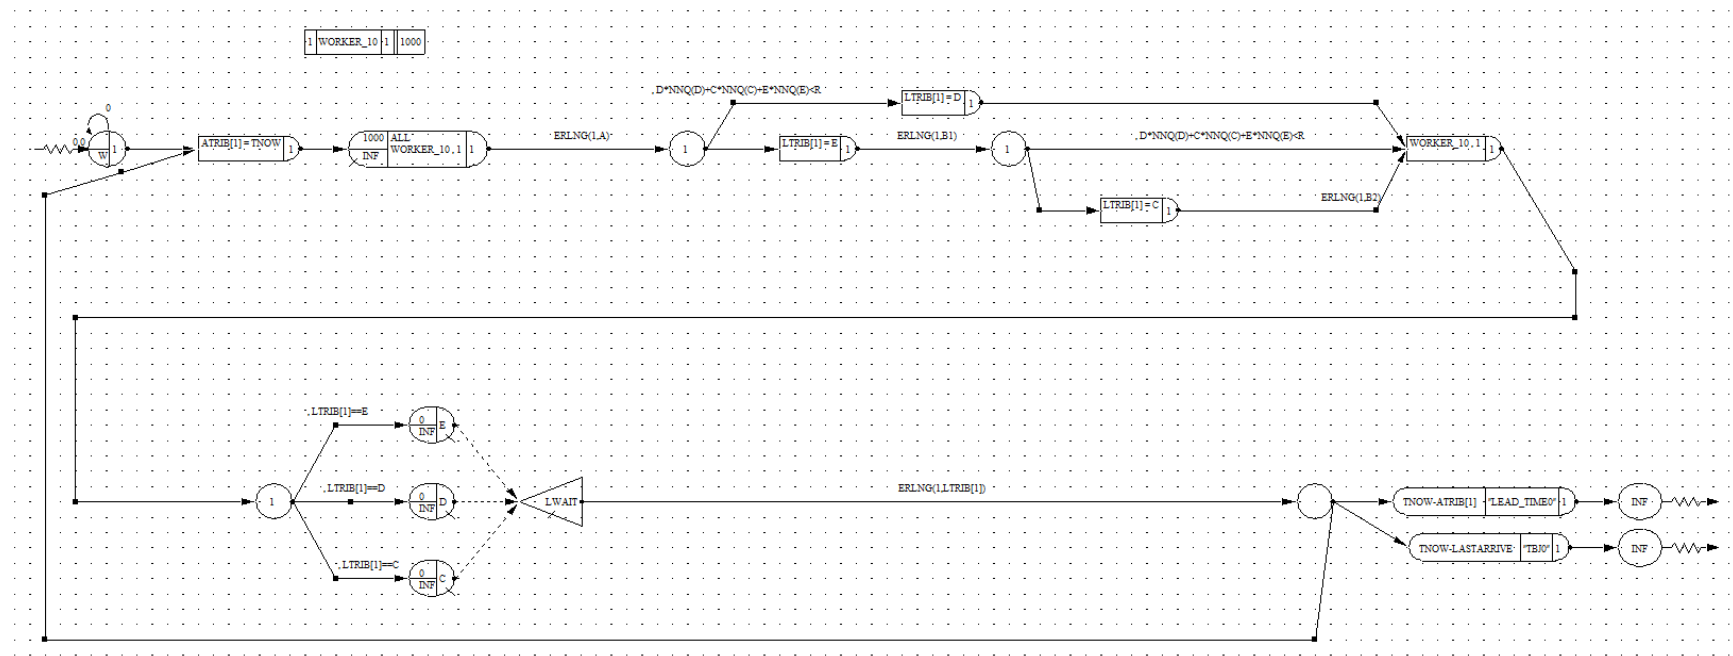 1 WORKER_10 1 1000
, D*NNQ(D)+C*NNQ(C)+E*NNQ(E)<R
LTRIB[1]=D 1
0
0,0 W 1
ATRIB[1]=TNOW 1
1000 INF ALL WORKER_10,1 1
ERLNG(1,A)
1
LTRIB[1]=E 1
ERLNG(1,B1)
1
, D*NNQ(D)+C*NNQ(C)+E*NNQ(E)<R
WORKER_10,1 1
LTRIB[1]=C 1
ERLNG(1,B2)
, LTRIB[1]==E
0 INF E
1
, LTRIB[1]==D
0 INF D
LWAIT
ERLNG(1,LTRIB[1])
TNOW-ATRIB[1] "LEAD_TIME0" 1
INF
, LTRIB[1]==C
0 INF C
TNOW-LASTARRIVE "TBJ0" 1
INF